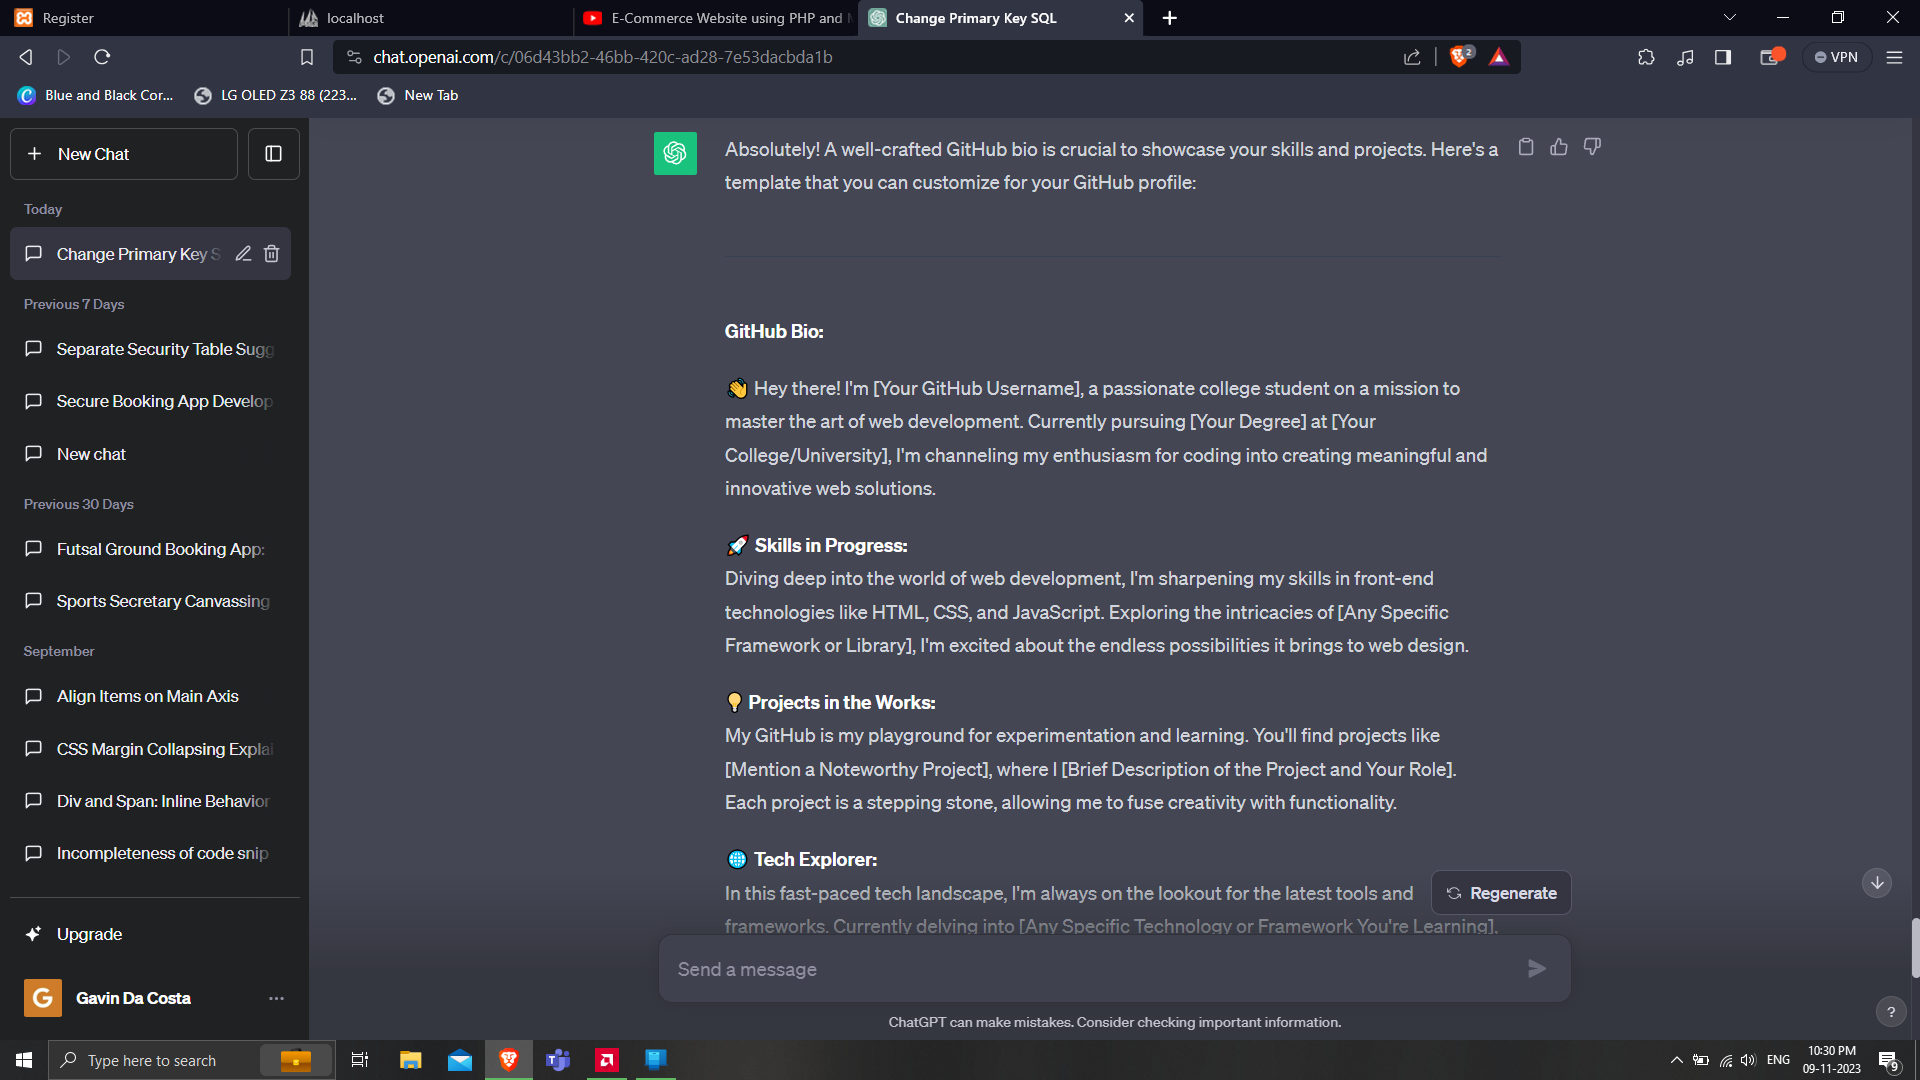 Register
localhost
E-Commerce Website using PHP and
Change Primary Key SQL
chat.openai.com/c/06d43bb2-46bb-420c-ad28-7e53dacbda1b
2
VPN
Blue and Black Cor...
LG OLED Z3 88 (223...
New Tab
New Chat
Today
Change Primary Key S
Previous 7 Days
Separate Security Table Sugg
Secure Booking App Develop
New chat
Previous 30 Days
Futsal Ground Booking App:
Sports Secretary Canvassing
September
Align Items on Main Axis
CSS Margin Collapsing Explai
Div and Span: Inline Behavior
Incompleteness of code snip
Upgrade
G
Gavin Da Costa
Absolutely! A well-crafted GitHub bio is crucial to showcase your skills and projects. Here's a
template that you can customize for your GitHub profile:
GitHub Bio:
👋 Hey there! I'm [Your GitHub Username], a passionate college student on a mission to
master the art of web development. Currently pursuing [Your Degree] at [Your
College/University], I'm channeling my enthusiasm for coding into creating meaningful and
innovative web solutions.
🚀 Skills in Progress:
Diving deep into the world of web development, I'm sharpening my skills in front-end
technologies like HTML, CSS, and JavaScript. Exploring the intricacies of [Any Specific
Framework or Library], I'm excited about the endless possibilities it brings to web design.
💡 Projects in the Works:
My GitHub is my playground for experimentation and learning. You'll find projects like
[Mention a Noteworthy Project], where I [Brief Description of the Project and Your Role].
Each project is a stepping stone, allowing me to fuse creativity with functionality.
🌐 Tech Explorer:
In this fast-paced tech landscape, I'm always on the lookout for the latest tools and
frameworks. Currently delving into [Any Specific Technology or Framework You're Learning],
Regenerate
Send a message
ChatGPT can make mistakes. Consider checking important information.
?
Type here to search
ENG
10:30 PM
09-11-2023
9